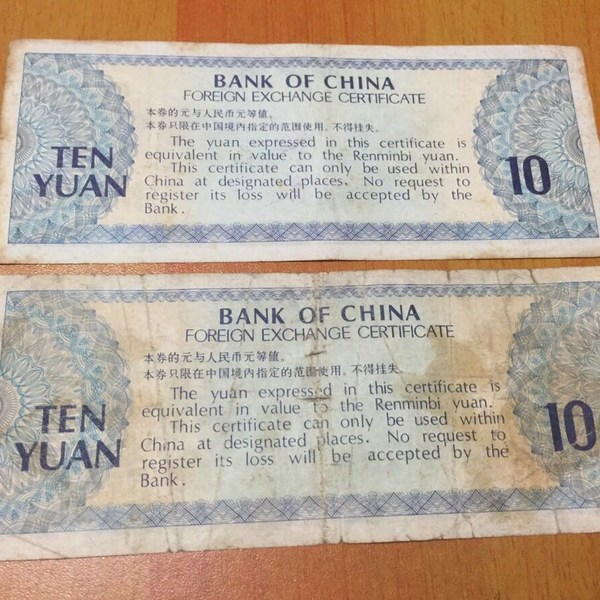 BANK OF CHINA
FOREIGN EXCHANGE CERTIFICATE
本券的元与人民币元等值。
本券只限在中国境内指定的范围使用，不得挂失。
The yuan expressed in this certificate is
equivalent in value to the Renminbi yuan.
This certificate can only be used within
China at designated places. No request to
register its loss will be accepted by the
Bank.
TEN
YUAN
10
BANK OF CHINA
FOREIGN EXCHANGE CERTIFICATE
本券的元与人民币元等值。
本券只限在中国境内指定的范围使用，不得挂失
The yuan expressed in this certificate is
equivalent in value to the Renminbi yuan.
This certificate can only be used within
China at designated places. No request to
register its loss will be accepted by the
Bank.
TEN
YUAN
10